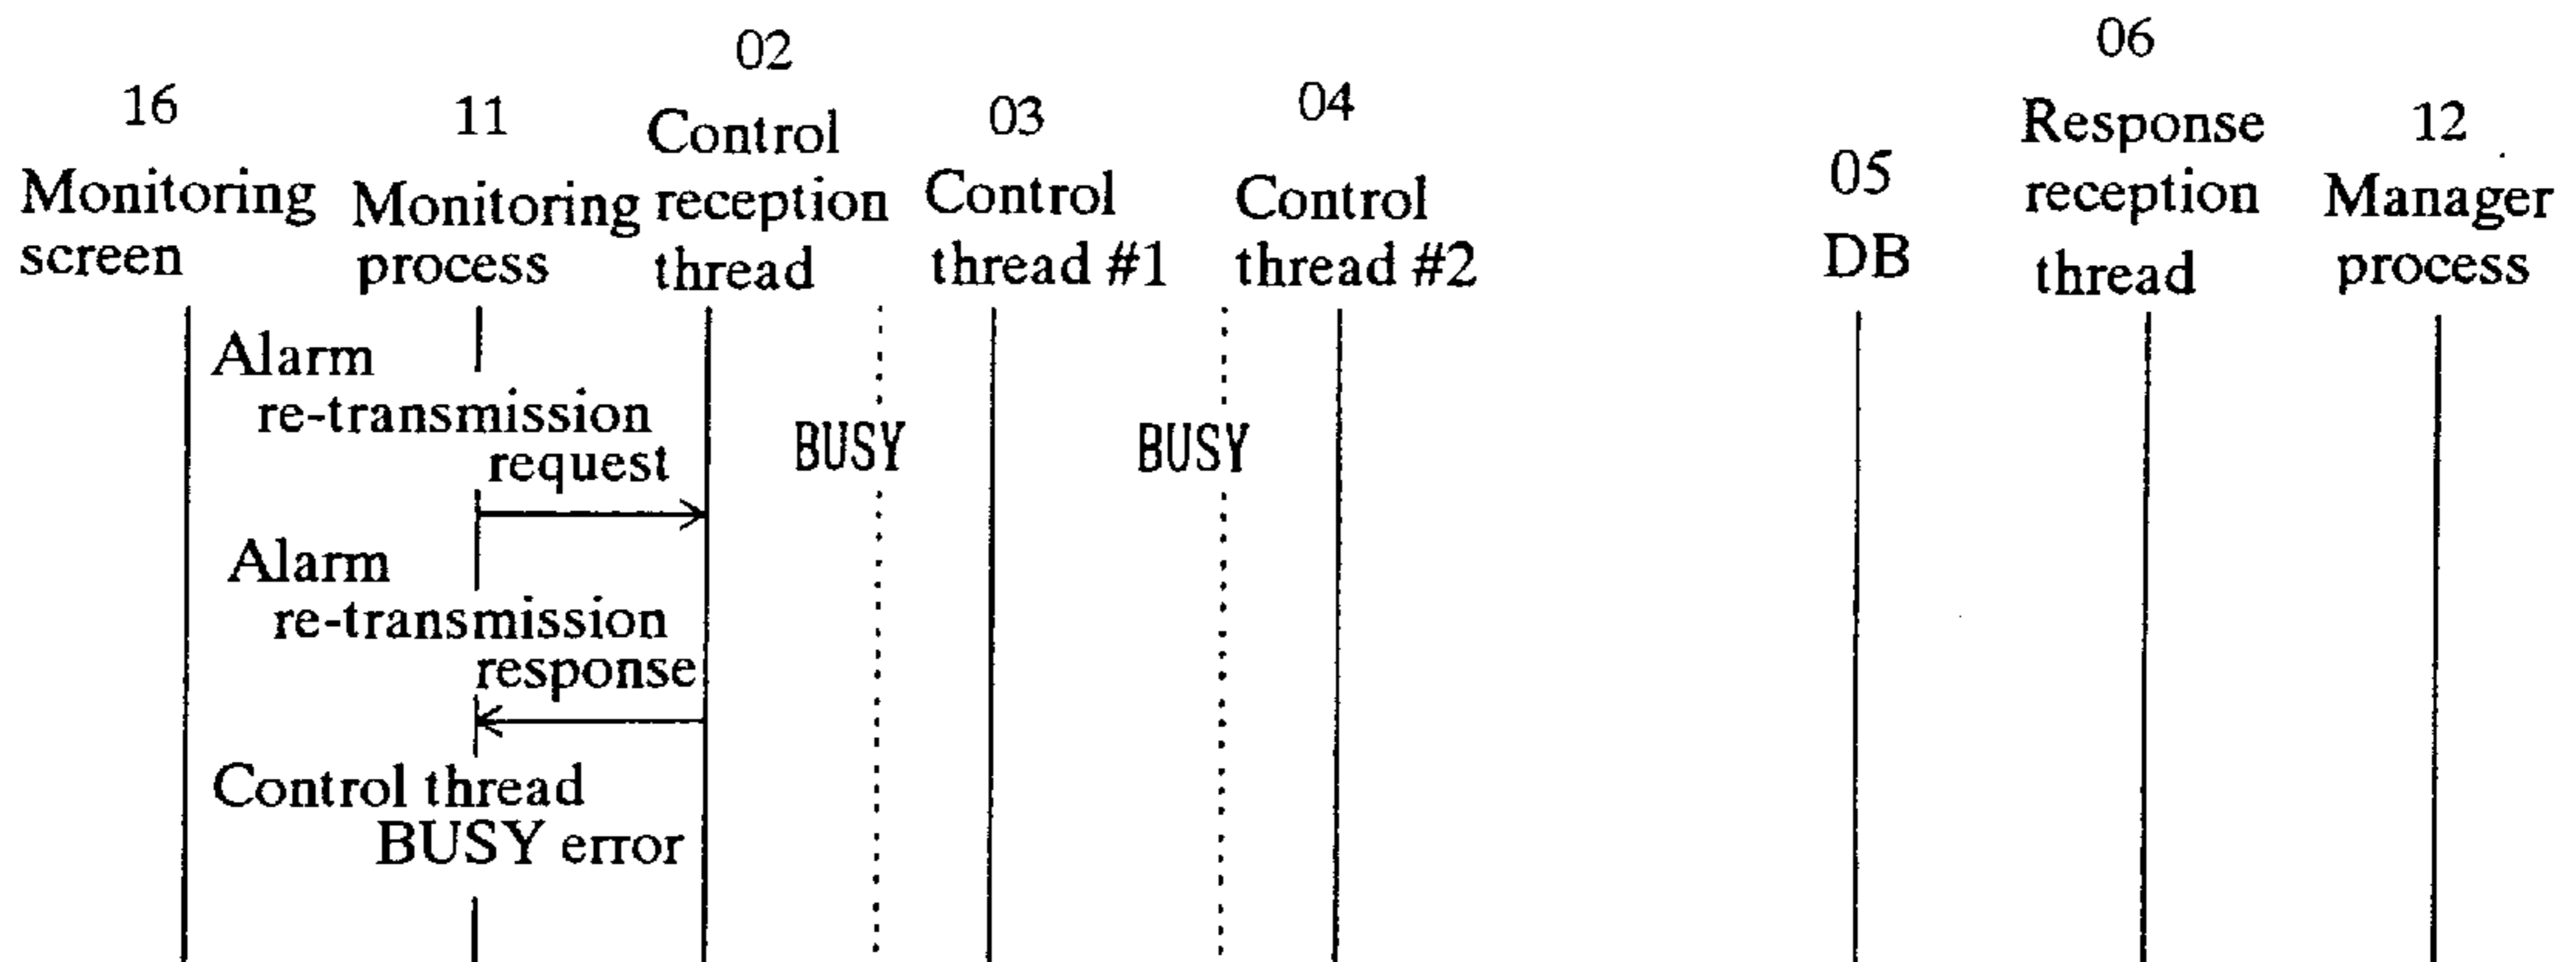 16
Monitoring
screen
11
Monitoring
process
02
Control
reception
thread
03
Control
thread #1
04
Control
thread #2
05
DB
06
Response
reception
thread
12
Manager
process
Alarm
re-transmission
request
BUSY
BUSY
Alarm
re-transmission
response
Control thread
BUSY error